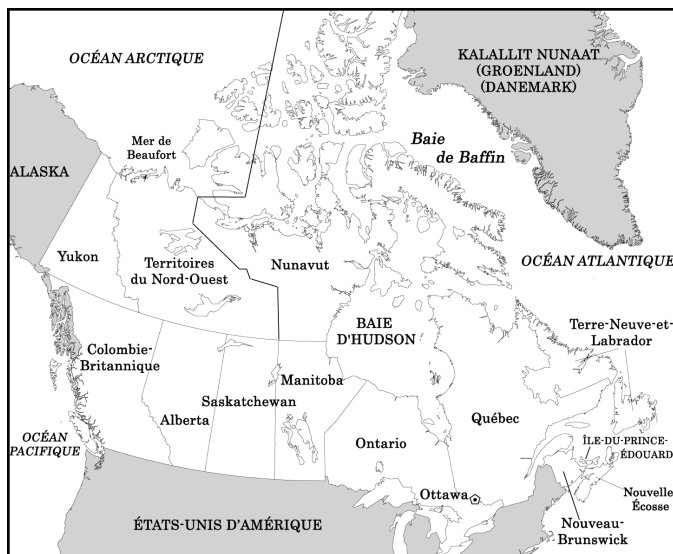 OCÉAN ARCTIQUE
KALALLIT NUNAAT
(GROENLAND)
(DANEMARK)
Mer de
Beaufort
Baie
de Baffin
ALASKA
Yukon
Territoires
du Nord-Ouest
Nunavut
OCÉAN ATLANTIQUE
BAIE
D'HUDSON
Terre-Neuve-et-
Labrador
Colombie-
Britannique
Manitoba
Saskatchewan
Alberta
Québec
OCÉAN
PACIFIQUE
Ontario
ÎLE-DU-PRINCE-
ÉDOUARD
Ottawa
Nouvelle
Écosse
ÉTATS-UNIS D'AMÉRIQUE
Nouveau-
Brunswick